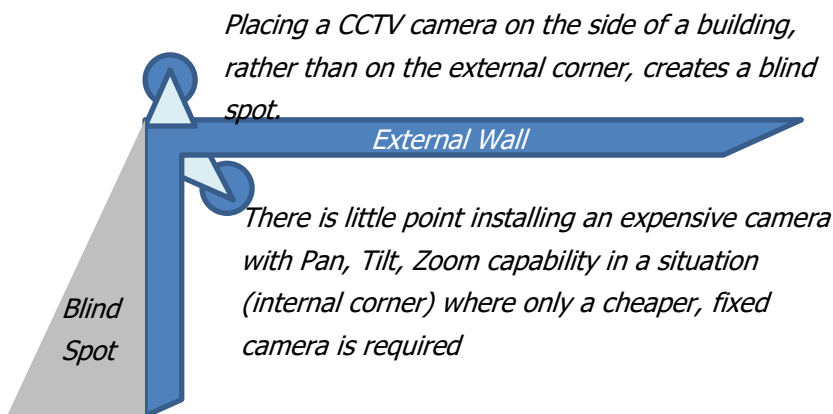 Placing a CCTV camera on the side of a building,
rather than on the external corner, creates a blind
spot.
External Wall
There is little point installing an expensive camera
with Pan, Tilt, Zoom capability in a situation
(internal corner) where only a cheaper, fixed
camera is required
Blind
Spot